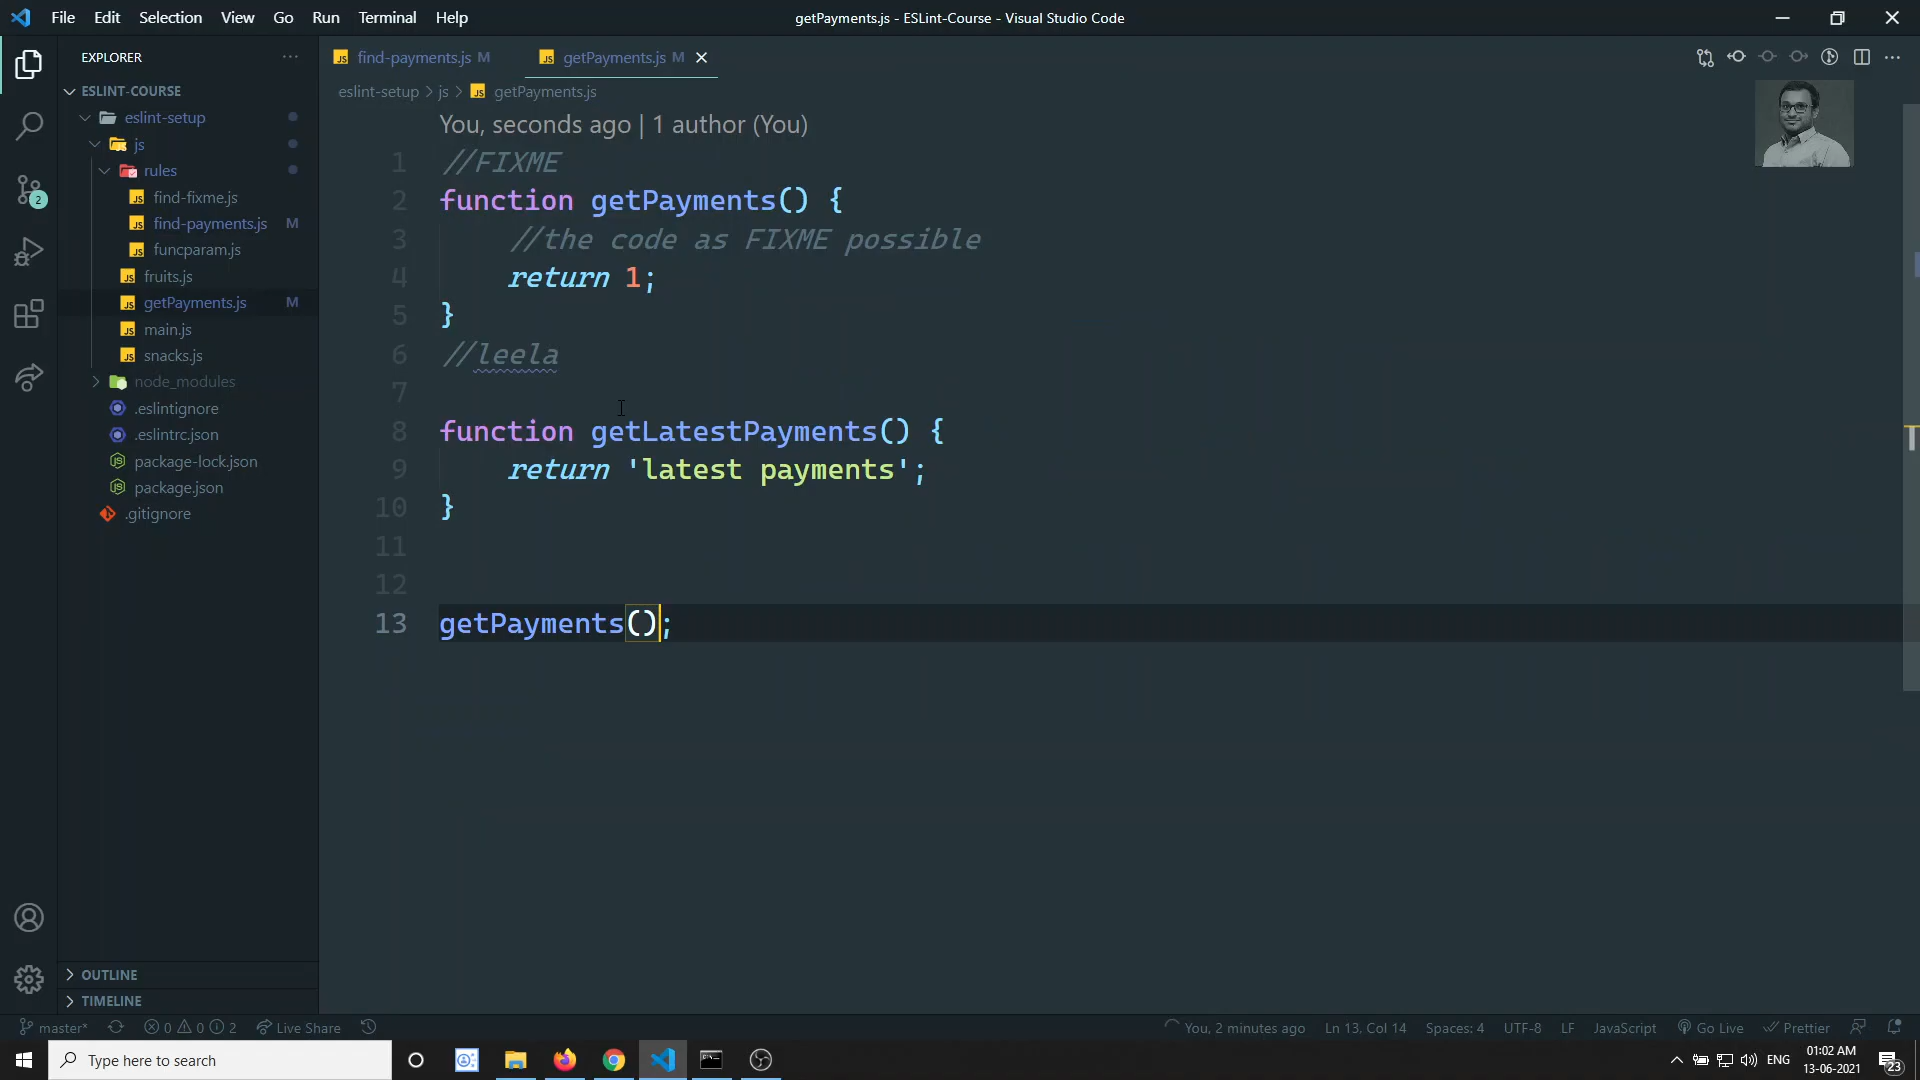 File Edit Selection View Go Run Terminal Help
getPayments.js - ESLint-Course - Visual Studio Code
EXPLORER
ESLINT-COURSE
eslint-setup
js
rules
find-fixme.js
find-payments.js M
funcparam.js
fruits.js
getPayments.js M
main.js
snacks.js
node_modules
.eslintignore
.eslintrc.json
package-lock.json
package.json
.gitignore
OUTLINE
TIMELINE
find-payments.js M
getPayments.js M
eslint-setup > js > getPayments.js
You, seconds ago | 1 author (You)
1 //FIXME
2 function getPayments() {
3 //the code as FIXME possible
4 return 1;
5 }
6 //leela
7
8 function getLatestPayments() {
9 return 'latest payments';
10 }
11
12
13 getPayments();
2
master* 0 0 2 Live Share
You, 2 minutes ago Ln 13, Col 14 Spaces: 4 UTF-8 LF JavaScript Go Live Prettier
Type here to search
ENG
01:02 AM
13-06-2021
23